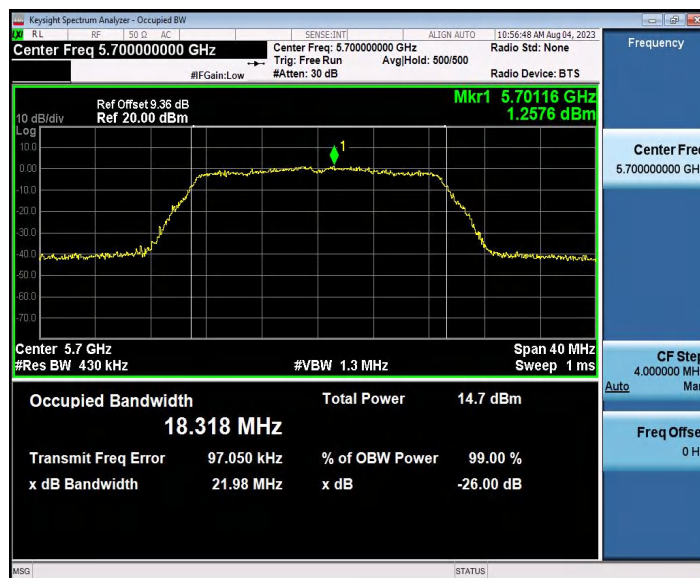 Keysight Spectrum Analyzer - Occupied BW
LXI RL RF 50 Ω AC SENSE:INT ALIGN AUTO 10:56:48 AM Aug 04, 2023
Center Freq 5.700000000 GHz
Center Freq: 5.700000000 GHz
Radio Std: None
Trig: Free Run Avg|Hold: 500/500
#IFGain:Low #Atten: 30 dB Radio Device: BTS
Frequency
Ref Offset 9.36 dB
10 dB/div Ref 20.00 dBm
Mkr1 5.70116 GHz
1.2576 dBm
Log
10.0
0.00
-10.0
-20.0
-30.0
-40.0
-50.0
-60.0
-70.0
1
Center 5.7 GHz Span 40 MHz
#Res BW 430 kHz #VBW 1.3 MHz Sweep 1 ms
Occupied Bandwidth Total Power 14.7 dBm
18.318 MHz
Transmit Freq Error 97.050 kHz % of OBW Power 99.00 %
x dB Bandwidth 21.98 MHz x dB -26.00 dB
Center Fre
5.700000000 GH
CF Step
4.000000 MH
Auto Ma
Freq Offse
0 H
MSG STATUS